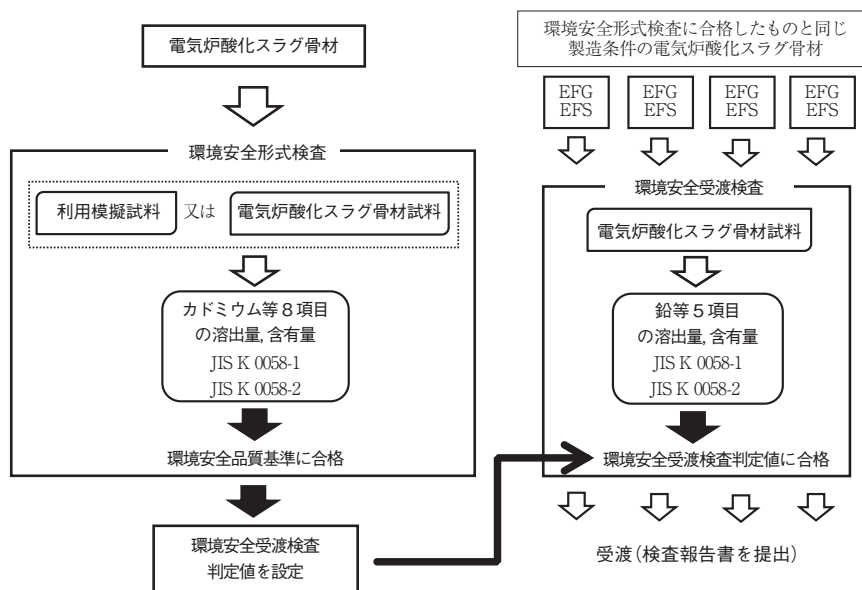 電気炉酸化スラグ骨材
環境安全形式検査
利用模擬試料 又は 電気炉酸化スラグ骨材試料
カドミウム等８項目
の溶出量, 含有量
JIS K 0058-1
JIS K 0058-2
環境安全品質基準に合格
環境安全受渡検査
判定値を設定
環境安全形式検査に合格したものと同じ
製造条件の電気炉酸化スラグ骨材
EFG EFG EFG EFG
EFS EFS EFS EFS
環境安全受渡検査
電気炉酸化スラグ骨材試料
鉛等５項目
の溶出量, 含有量
JIS K 0058-1
JIS K 0058-2
環境安全受渡検査判定値に合格
受渡（検査報告書を提出）